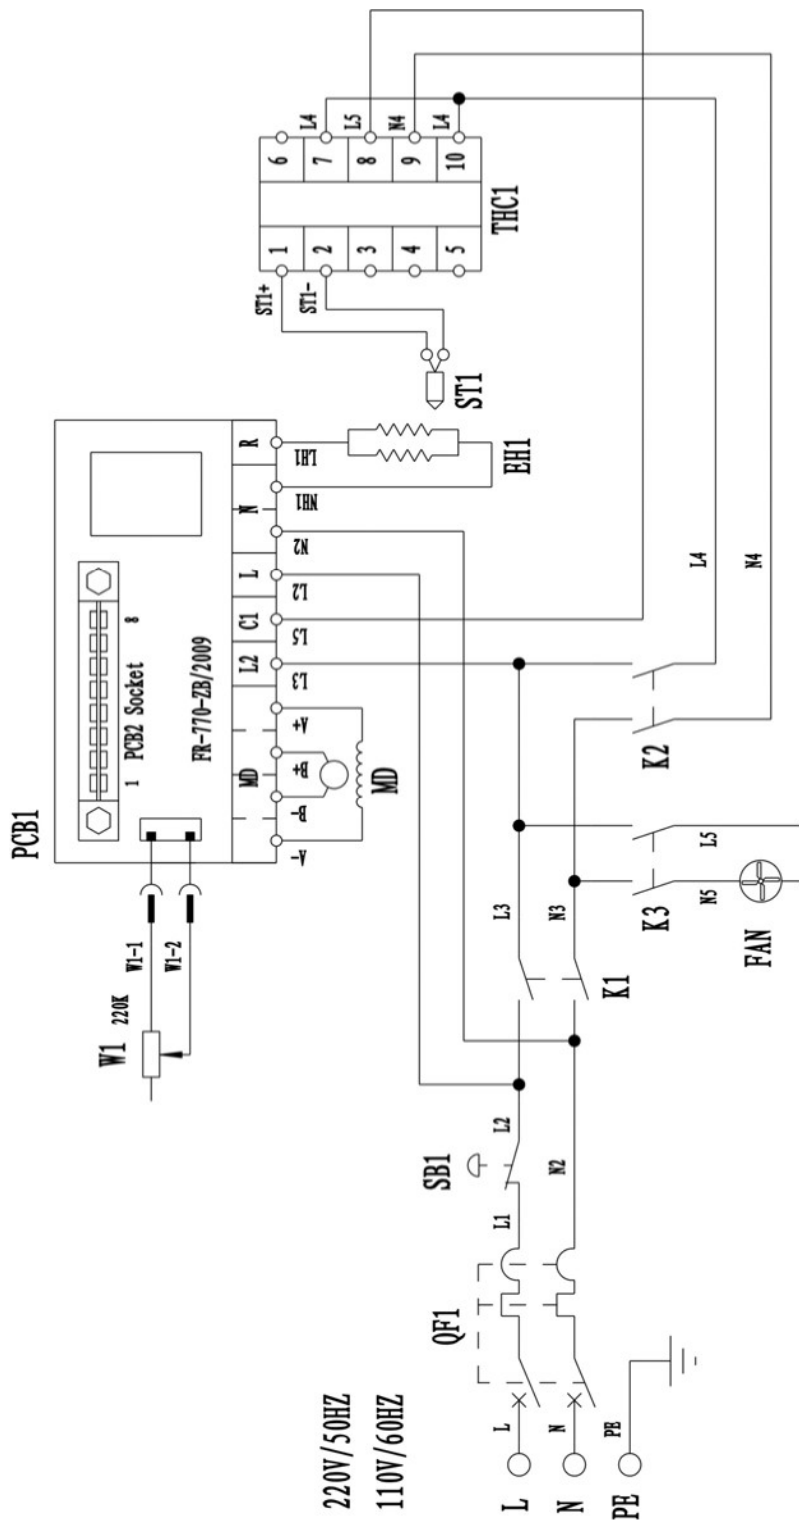 PCB1
1 PCB2 Socket 8
FR-770-ZB/2009
MD L2 C1 L N R
A- B- B+ A+ L3 L5 L2 N2 NH1 LH1
MD
EH1
W1
220K
W1-1
W1-2
ST1
ST1+
ST1-
1 2 3 4 5
6 7 8 9 10
L4 L5 N4 L4
THC1
220V/50HZ
110V/60HZ
L
N
PE
L
N
PE
QF1
L1
SB1
L2
N2
K1
L3
N3
K3
L5
N5
FAN
K2
L4
N4